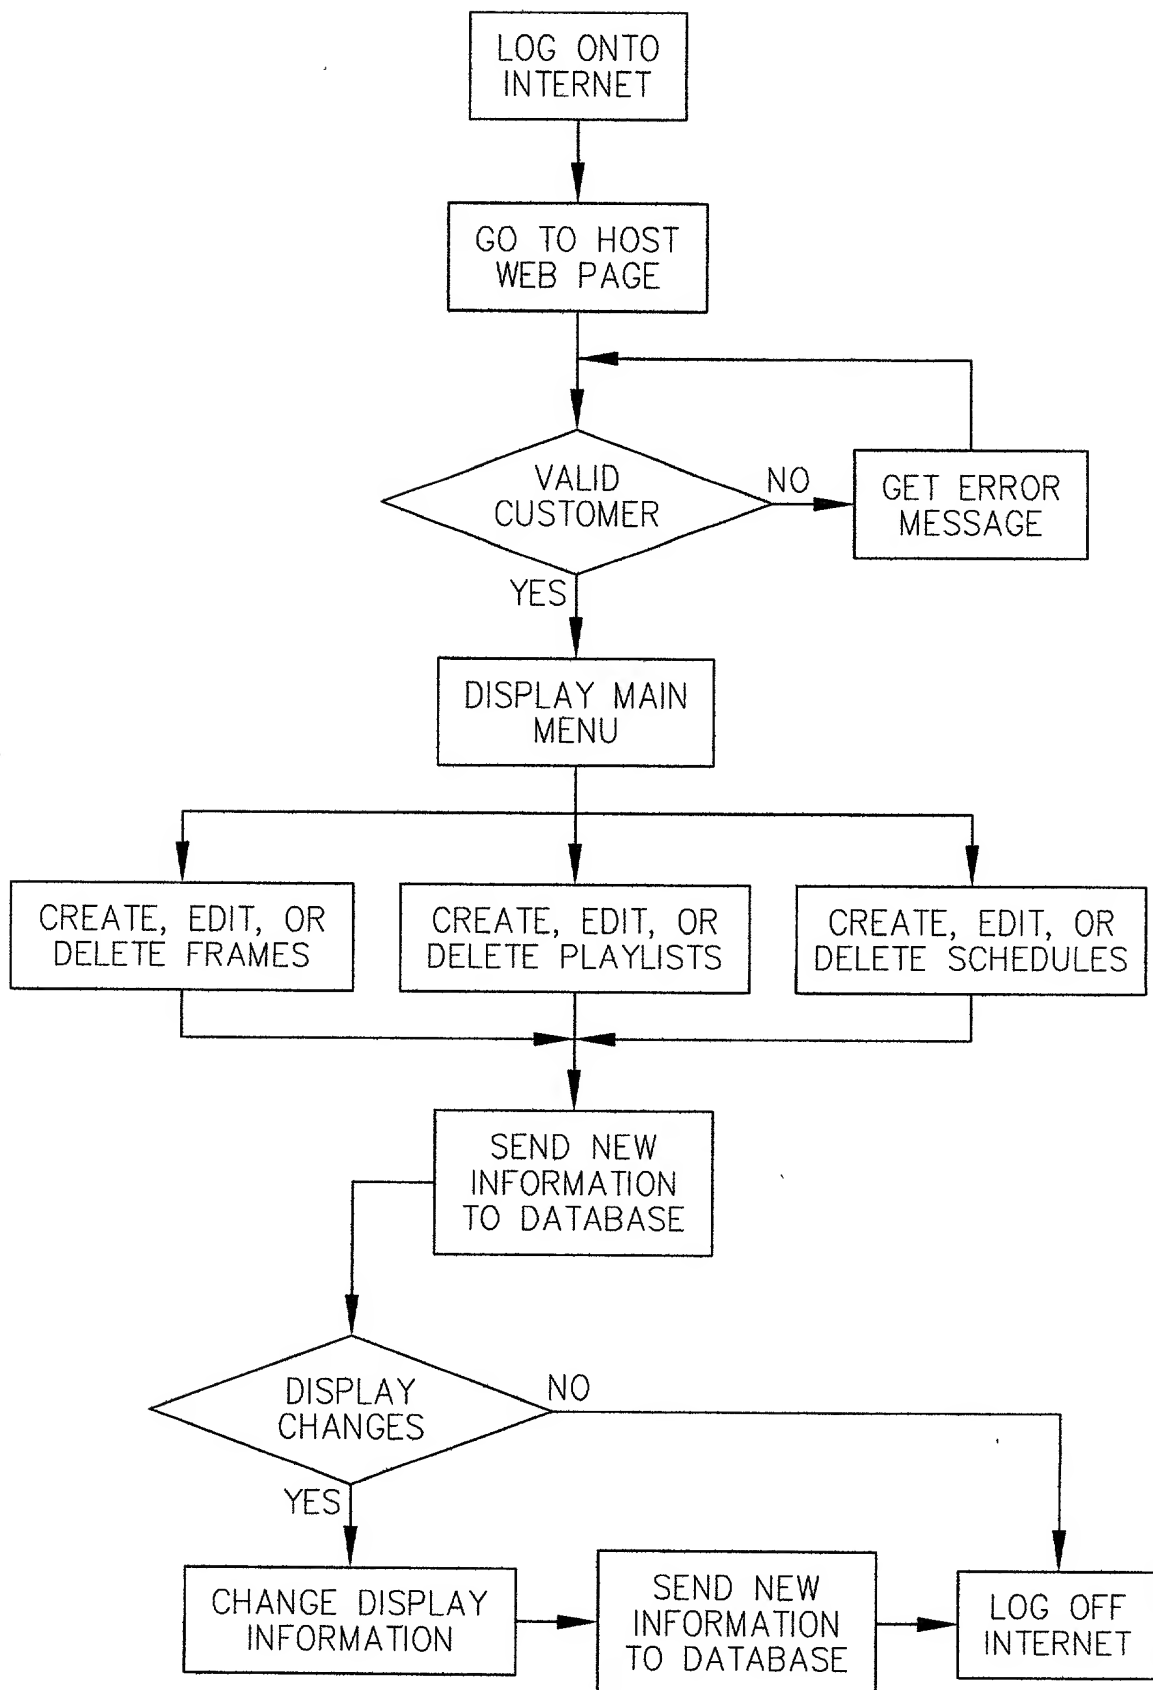 LOG ONTO
INTERNET
GO TO HOST
WEB PAGE
VALID
CUSTOMER
NO
GET ERROR
MESSAGE
YES
DISPLAY MAIN
MENU
CREATE, EDIT, OR
DELETE FRAMES
CREATE, EDIT, OR
DELETE PLAYLISTS
CREATE, EDIT, OR
DELETE SCHEDULES
SEND NEW
INFORMATION
TO DATABASE
DISPLAY
CHANGES
NO
YES
CHANGE DISPLAY
INFORMATION
SEND NEW
INFORMATION
TO DATABASE
LOG OFF
INTERNET